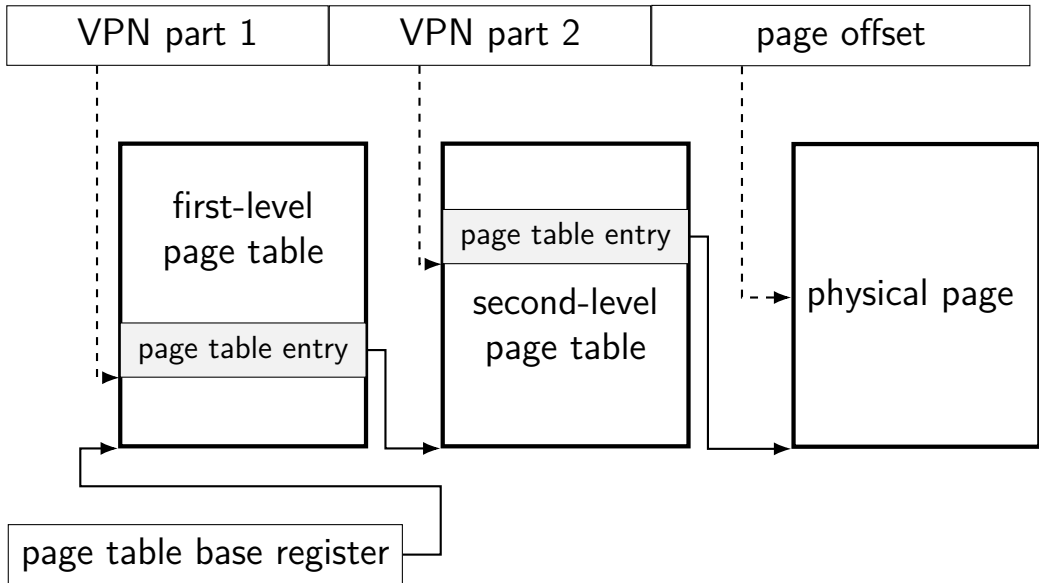 VPN part 1
VPN part 2
page offset
first-level
page table
page table entry
page table entry
second-level
page table
physical page
page table base register